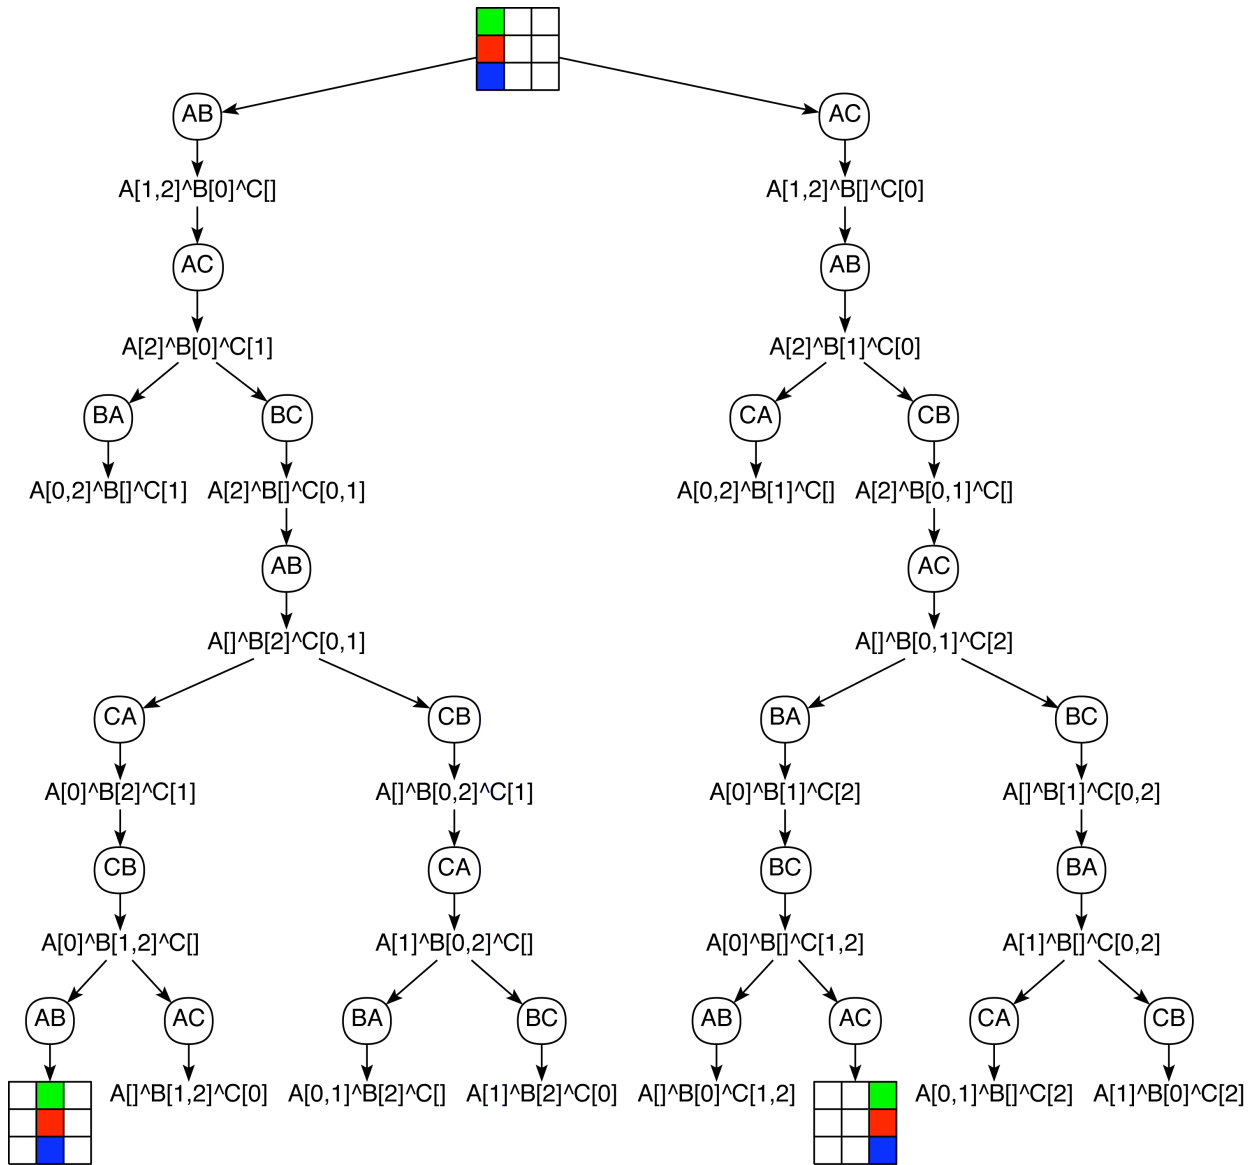 AB
AC
A[1,2]^B[0]^C[]
A[1,2]^B[]^C[0]
AC
AB
A[2]^B[0]^C[1]
A[2]^B[1]^C[0]
BA
BC
CA
CB
A[0,2]^B[]^C[1]
A[2]^B[]^C[0,1]
A[0,2]^B[1]^C[]
A[2]^B[0,1]^C[]
AB
AC
A[]^B[2]^C[0,1]
A[]^B[0,1]^C[2]
CA
CB
BA
BC
A[0]^B[2]^C[1]
A[]^B[0,2]^C[1]
A[0]^B[1]^C[2]
A[]^B[1]^C[0,2]
CB
CA
BC
BA
A[0]^B[1,2]^C[]
A[1]^B[0,2]^C[]
A[0]^B[]^C[1,2]
A[1]^B[]^C[0,2]
AB
AC
BA
BC
AB
AC
CA
CB
A[]^B[1,2]^C[0]
A[0,1]^B[2]^C[]
A[1]^B[2]^C[0]
A[]^B[0]^C[1,2]
A[0,1]^B[]^C[2]
A[1]^B[0]^C[2]